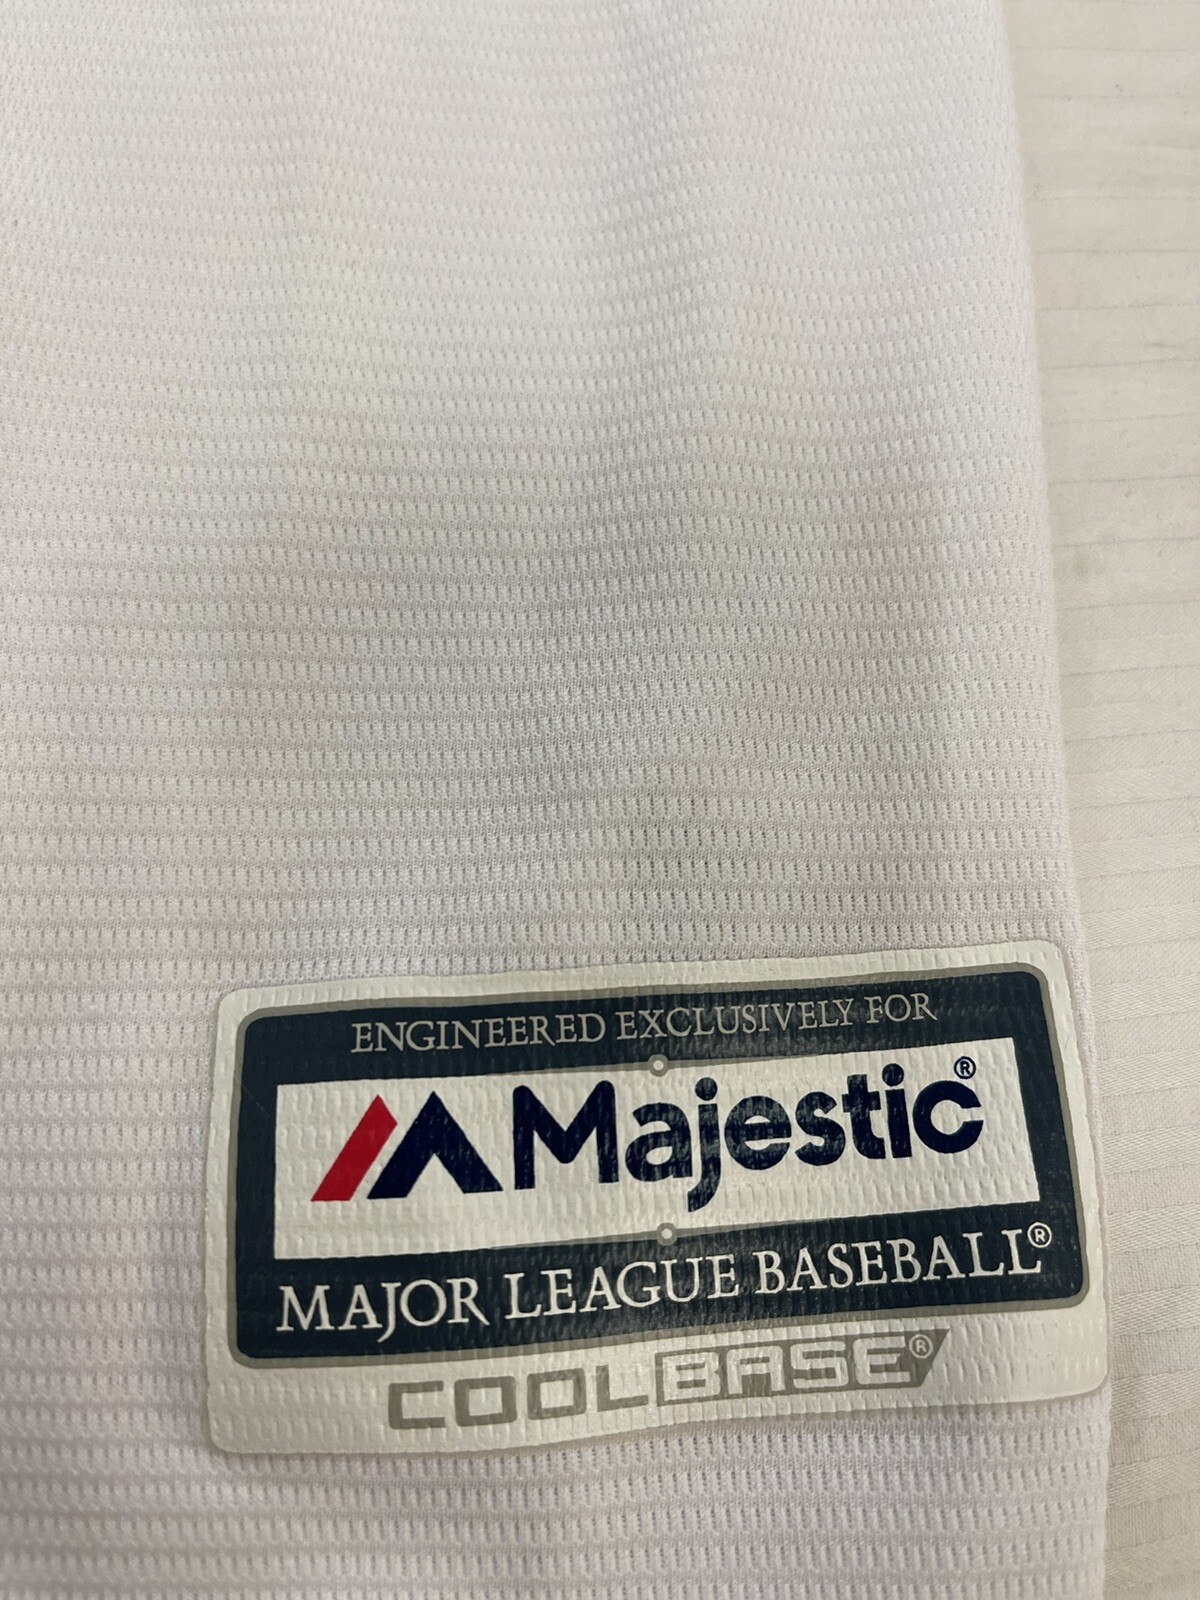 ENGINEERED EXCLUSIVELY FOR
Majestic®
MAJOR LEAGUE BASEBALL®
COOLBASE®